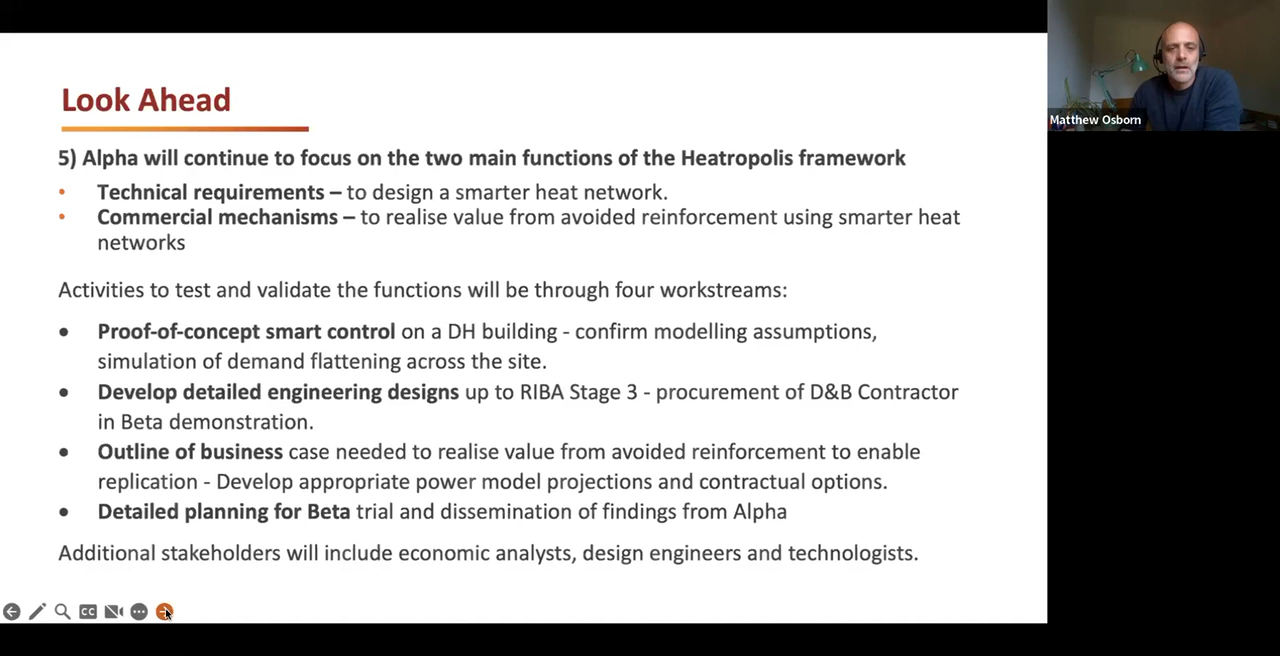 Look Ahead
5) Alpha will continue to focus on the two main functions of the Heatropolis framework
• Technical requirements – to design a smarter heat network.
• Commercial mechanisms – to realise value from avoided reinforcement using smarter heat
networks
Activities to test and validate the functions will be through four workstreams:
• Proof-of-concept smart control on a DH building - confirm modelling assumptions,
simulation of demand flattening across the site.
• Develop detailed engineering designs up to RIBA Stage 3 - procurement of D&B Contractor
in Beta demonstration.
• Outline of business case needed to realise value from avoided reinforcement to enable
replication - Develop appropriate power model projections and contractual options.
• Detailed planning for Beta trial and dissemination of findings from Alpha
Additional stakeholders will include economic analysts, design engineers and technologists.
CC
Matthew Osborn